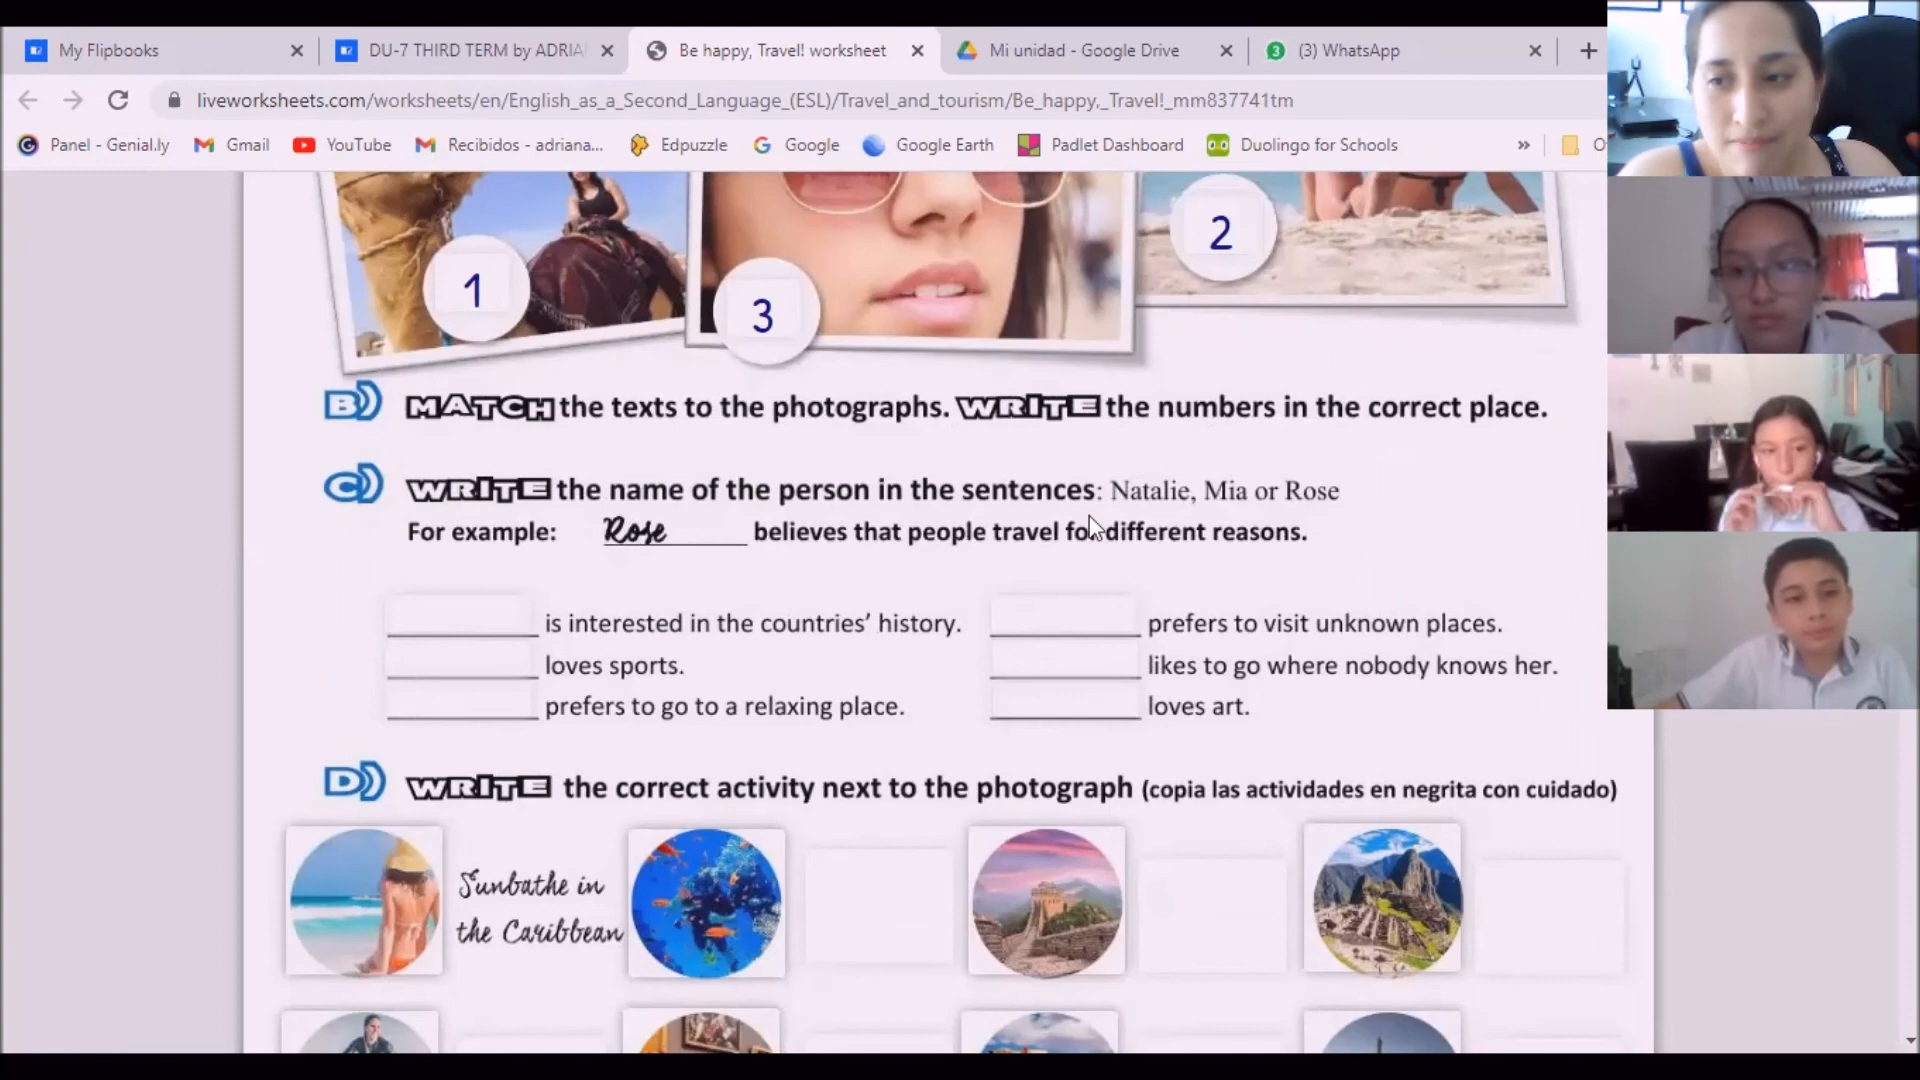 My Flipbooks
DU-7 THIRD TERM by ADRIA
Be happy, Travel! worksheet
Mi unidad - Google Drive
3 (3) WhatsApp
liveworksheets.com/worksheets/en/English_as_a_Second_Language_(ESL)/Travel_and_tourism/Be_happy,_Travel!_mm837741tm
Panel - Genial.ly Gmail YouTube Recibidos - adriana... Edpuzzle Google Google Earth Padlet Dashboard Duolingo for Schools »
1
3
2
B) MATCH the texts to the photographs. WRITE the numbers in the correct place.
C) WRITE the name of the person in the sentences: Natalie, Mia or Rose
For example: Rose believes that people travel for different reasons.
is interested in the countries’ history. prefers to visit unknown places.
loves sports. likes to go where nobody knows her.
prefers to go to a relaxing place. loves art.
D) WRITE the correct activity next to the photograph (copia las actividades en negrita con cuidado)
Sunbathe in
the Caribbean